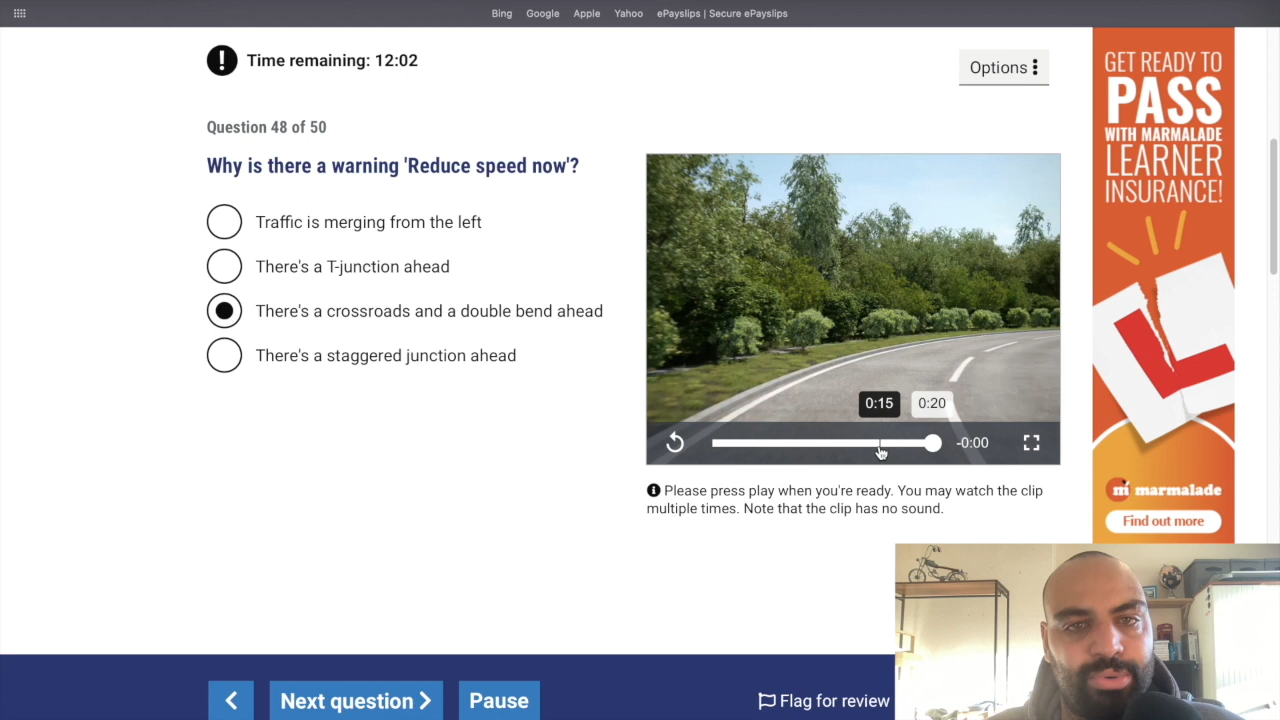 Bing Google Apple Yahoo ePayslips | Secure ePayslips
Time remaining: 12:02
Options
Question 48 of 50
Why is there a warning 'Reduce speed now'?
Traffic is merging from the left
There's a T-junction ahead
There's a crossroads and a double bend ahead
There's a staggered junction ahead
0:15 0:20
-0:00
Please press play when you're ready. You may watch the clip
multiple times. Note that the clip has no sound.
Next question
Pause
Flag for review
GET READY TO
PASS
WITH MARMALADE
LEARNER
INSURANCE!
L
mi marmalade
Find out more